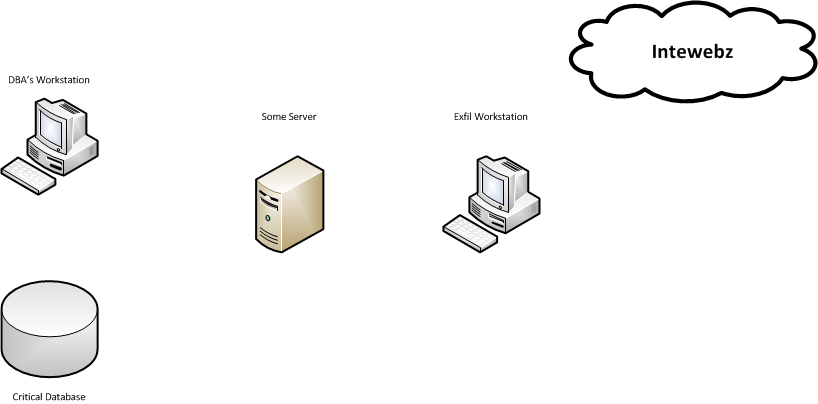 Intewebz
DBA's Workstation
Some Server
Exfil Workstation
Critical Database